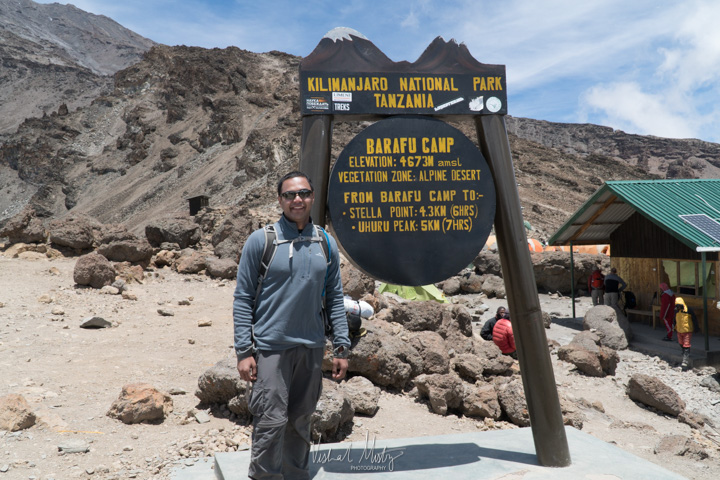 KILIMANJARO NATIONAL PARK
TANZANIA
TREKS
BARAFU CAMP
ELEVATION: 4673M amsl
VEGETATION ZONE: ALPINE DESERT
FROM BARAFU CAMP TO:-
• STELLA POINT: 4.3KM (6HRS)
• UHURU PEAK: 5KM (7HRS)
Vishal Mistry
PHOTOGRAPHY